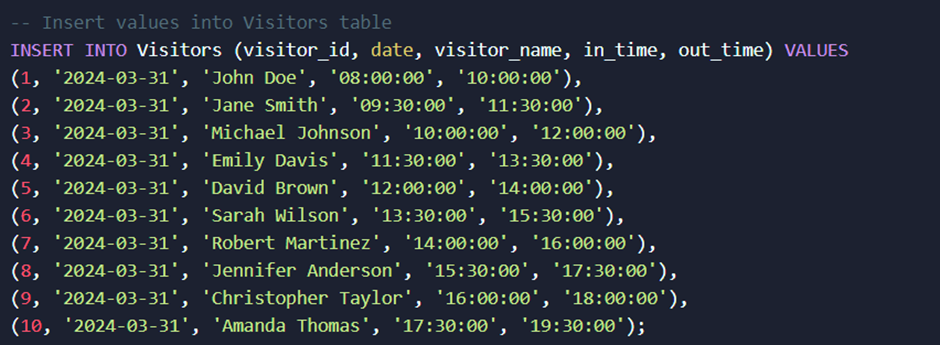 -- Insert values into Visitors table
INSERT INTO Visitors (visitor_id, date, visitor_name, in_time, out_time) VALUES
(1, '2024-03-31', 'John Doe', '08:00:00', '10:00:00'),
(2, '2024-03-31', 'Jane Smith', '09:30:00', '11:30:00'),
(3, '2024-03-31', 'Michael Johnson', '10:00:00', '12:00:00'),
(4, '2024-03-31', 'Emily Davis', '11:30:00', '13:30:00'),
(5, '2024-03-31', 'David Brown', '12:00:00', '14:00:00'),
(6, '2024-03-31', 'Sarah Wilson', '13:30:00', '15:30:00'),
(7, '2024-03-31', 'Robert Martinez', '14:00:00', '16:00:00'),
(8, '2024-03-31', 'Jennifer Anderson', '15:30:00', '17:30:00'),
(9, '2024-03-31', 'Christopher Taylor', '16:00:00', '18:00:00'),
(10, '2024-03-31', 'Amanda Thomas', '17:30:00', '19:30:00');